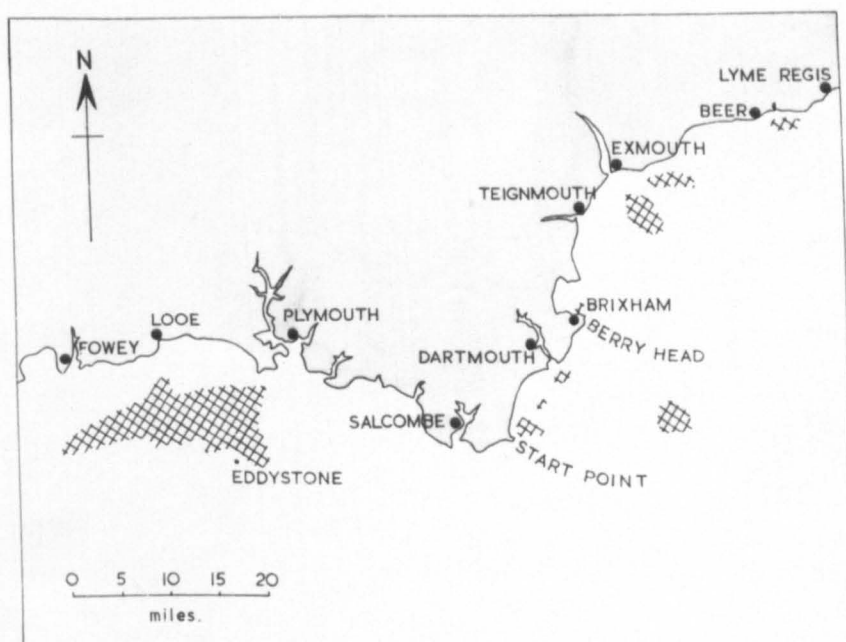 N
LYME REGIS
BEER
EXMOUTH
TEIGNMOUTH
BRIXHAM
BERRY HEAD
LOOE
PLYMOUTH
FOWEY
DARTMOUTH
SALCOMBE
START POINT
EDDYSTONE
0 5 10 15 20
miles.